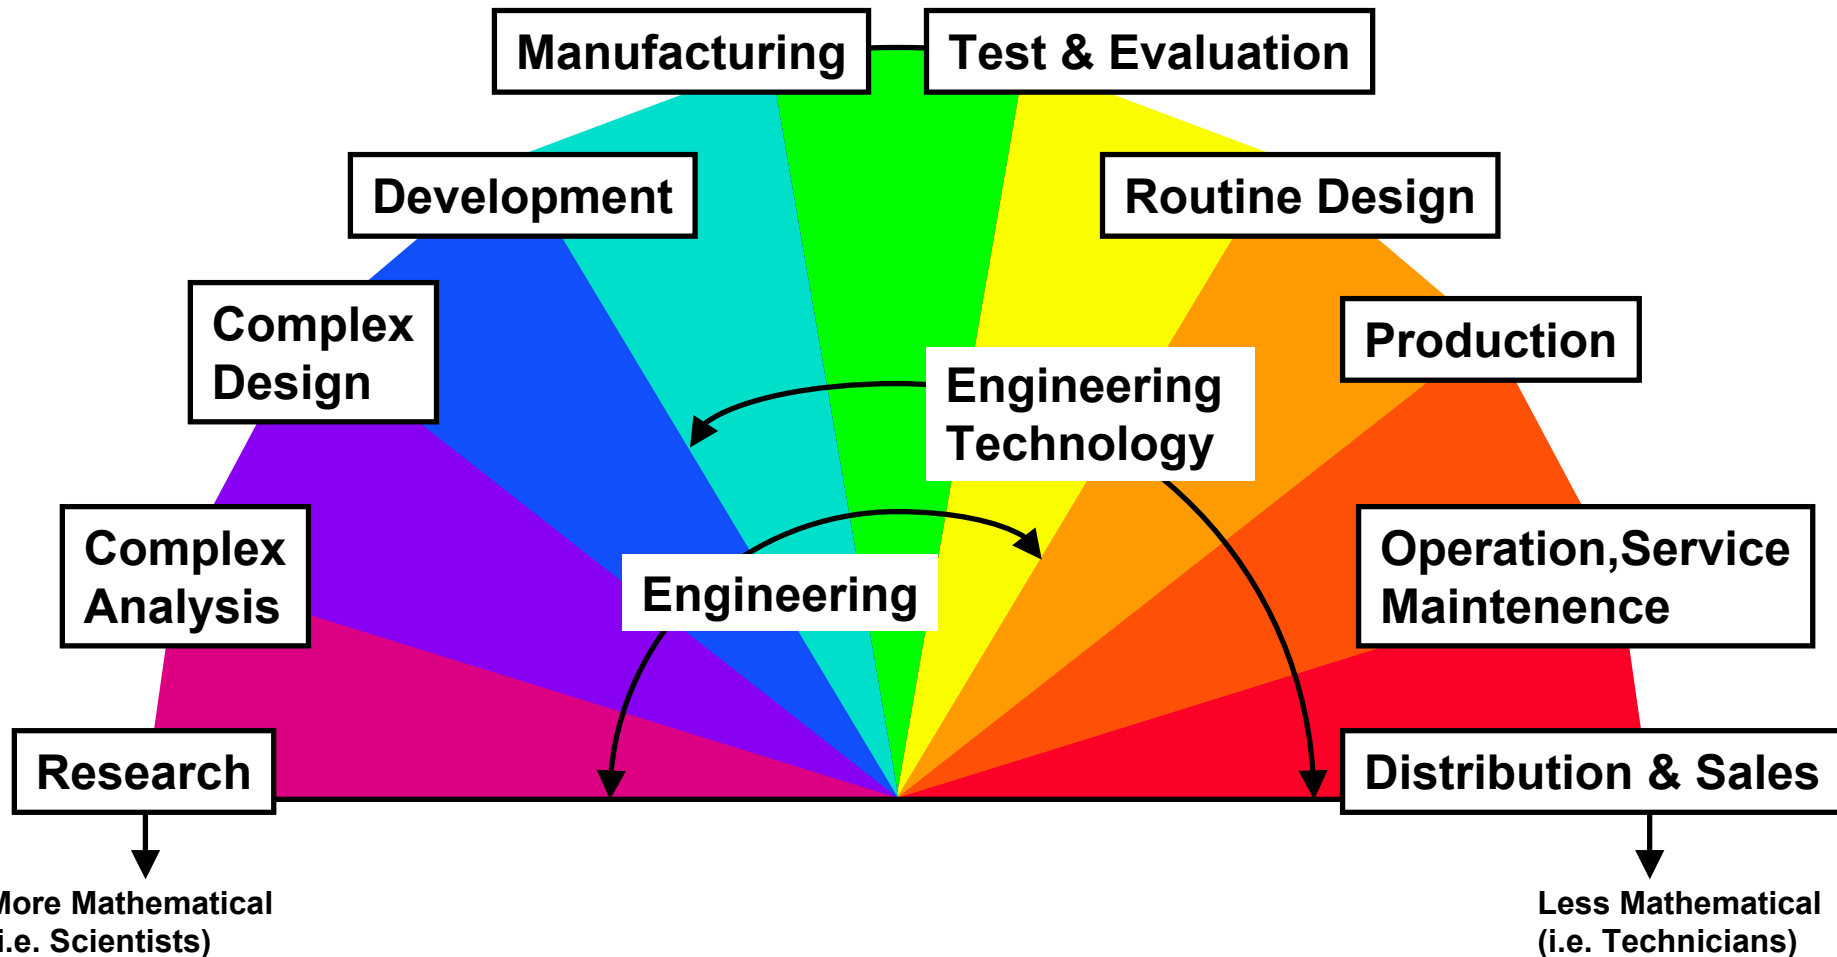 Manufacturing
Test & Evaluation
Development
Routine Design
Complex
Design
Production
Engineering
Technology
Complex
Analysis
Engineering
Operation,Service
Maintenence
Research
Distribution & Sales
More Mathematical
(i.e. Scientists)
Less Mathematical
(i.e. Technicians)